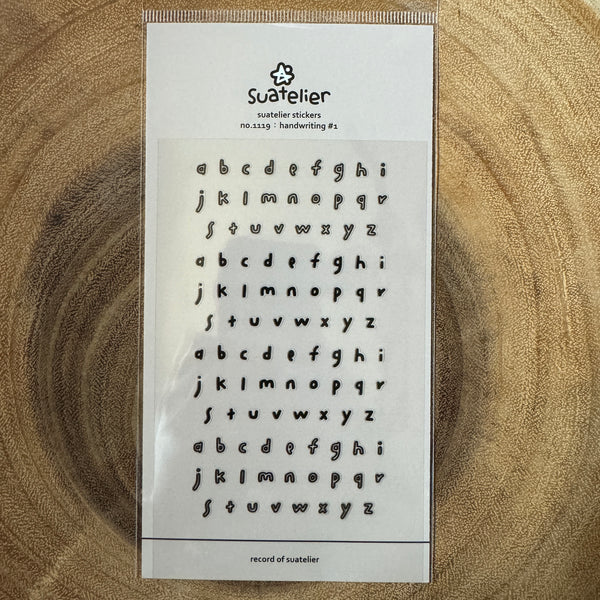 suatelier
suatelier stickers
no.1119 : handwriting #1
a b c d e f g h i
j k l m n o p q r
s t u v w x y z
a b c d e f g h i
j k l m n o p q r
s t u v w x y z
a b c d e f g h i
j k l m n o p q r
s t u v w x y z
a b c d e f g h i
j k l m n o p q r
s t u v w x y z
record of suatelier